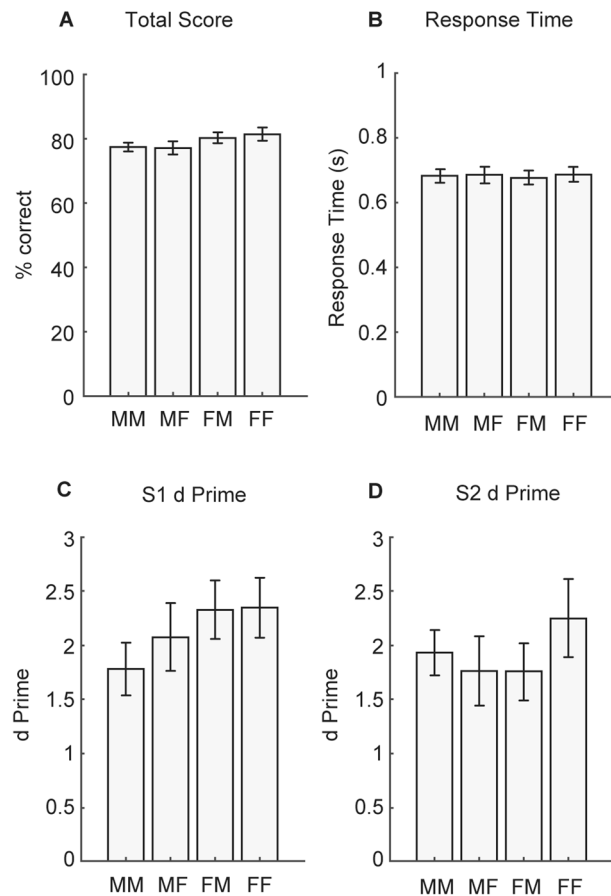 A Total Score
% correct
100
80
60
40
20
0
MM MF FM FF
B Response Time
Response Time (s)
1
0.8
0.6
0.4
0.2
0
MM MF FM FF
C S1 d Prime
d Prime
3
2.5
2
1.5
1
0.5
0
MM MF FM FF
D S2 d Prime
d Prime
3
2.5
2
1.5
1
0.5
0
MM MF FM FF